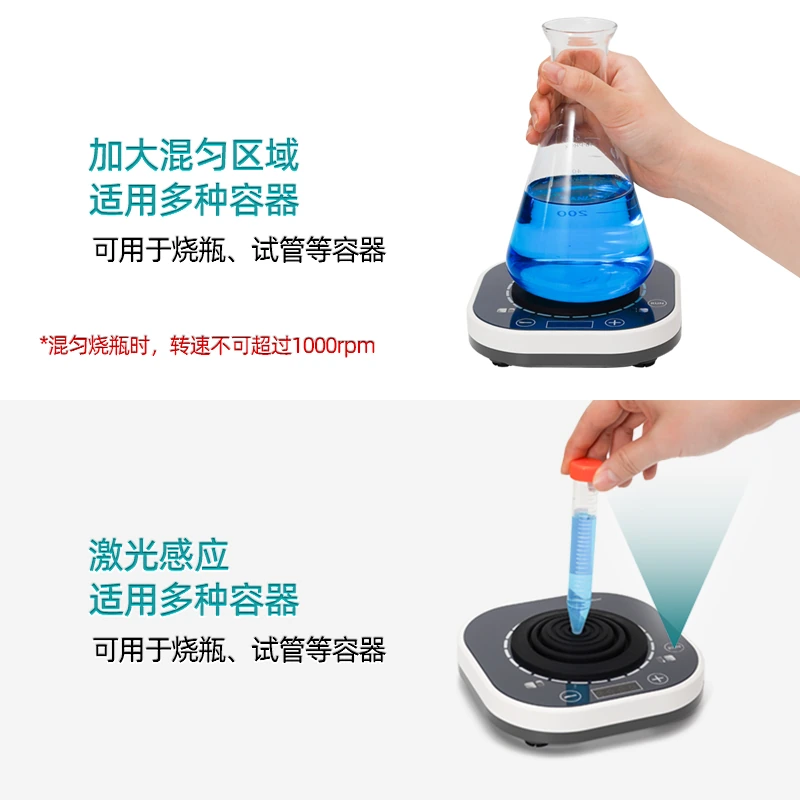 加大混匀区域
适用多种容器
可用于烧瓶、试管等容器
*混匀烧瓶时，转速不可超过1000rpm
200
激光感应
适用多种容器
可用于烧瓶、试管等容器